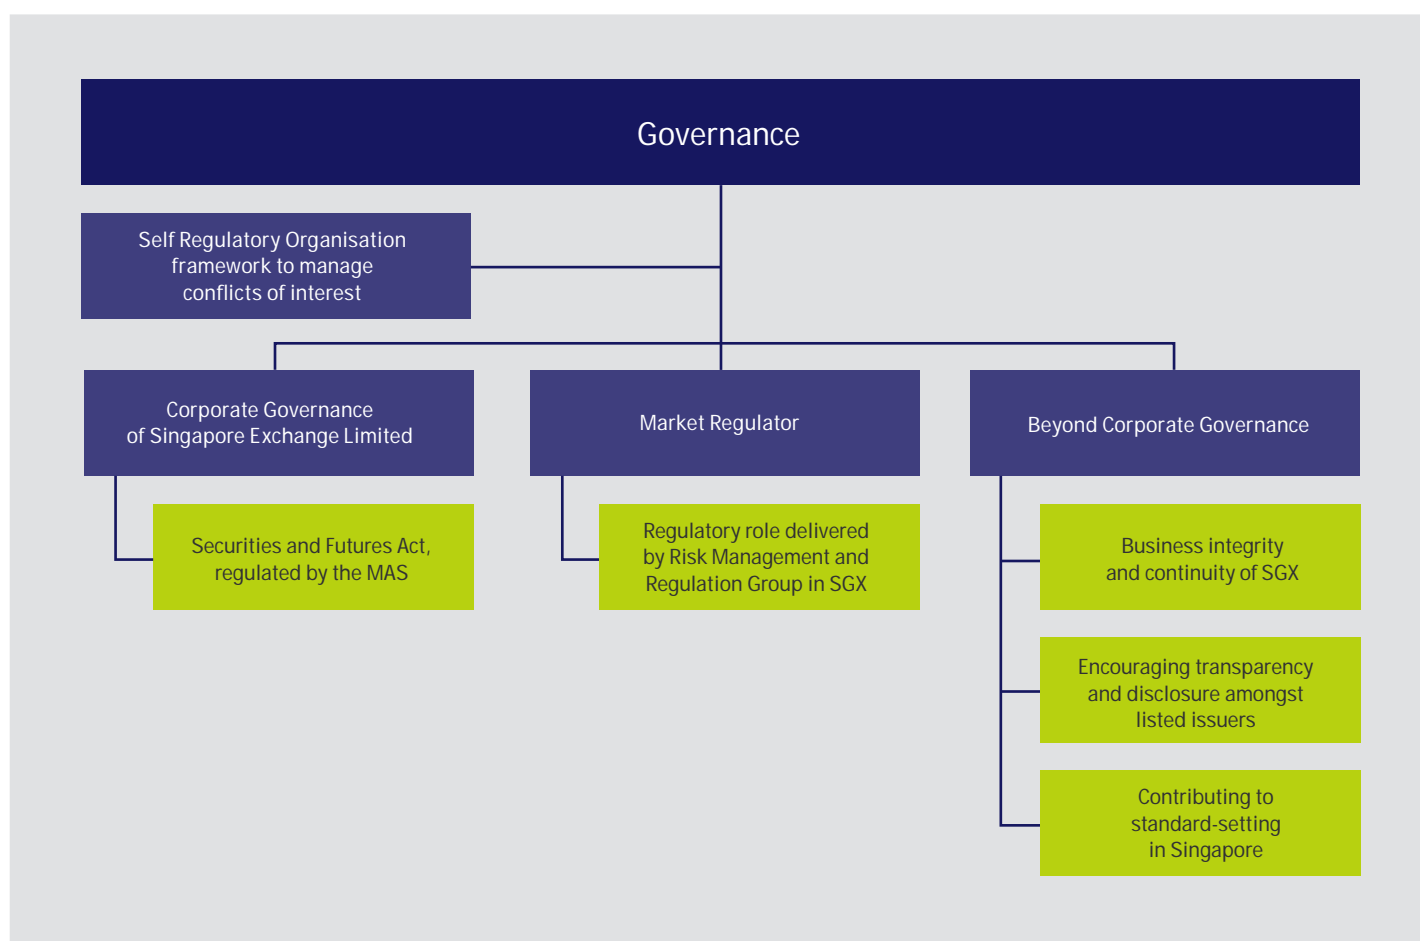 Governance
Self Regulatory Organisation
framework to manage
conflicts of interest
Corporate Governance
of Singapore Exchange Limited
Market Regulator
Beyond Corporate Governance
Securities and Futures Act,
regulated by the MAS
Regulatory role delivered
by Risk Management and
Regulation Group in SGX
Business integrity
and continuity of SGX
Encouraging transparency
and disclosure amongst
listed issuers
Contributing to
standard-setting
in Singapore